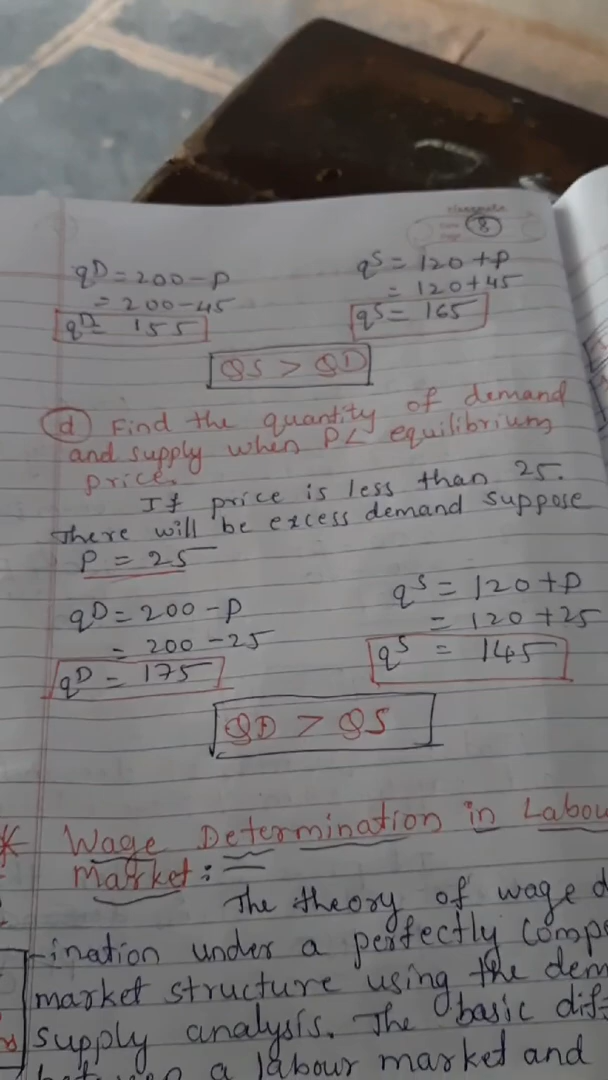 8
qD = 200 - P
= 200 - 45
qD = 155
qS = 120 + P
= 120 + 45
qS = 165
QS > QD
d Find the quantity of demand
and supply when P < equilibrium
price.
If price is less than 25.
There will be excess demand suppose
P = 25
qD = 200 - P
= 200 - 25
qD = 175
qS = 120 + P
= 120 + 25
qS = 145
QD > QS
* Wage Determination in Labou
Market:
The theory of wage d
-ination under a perfectly compe
market structure using the dem
supply analysis. The basic diff
a labour market and